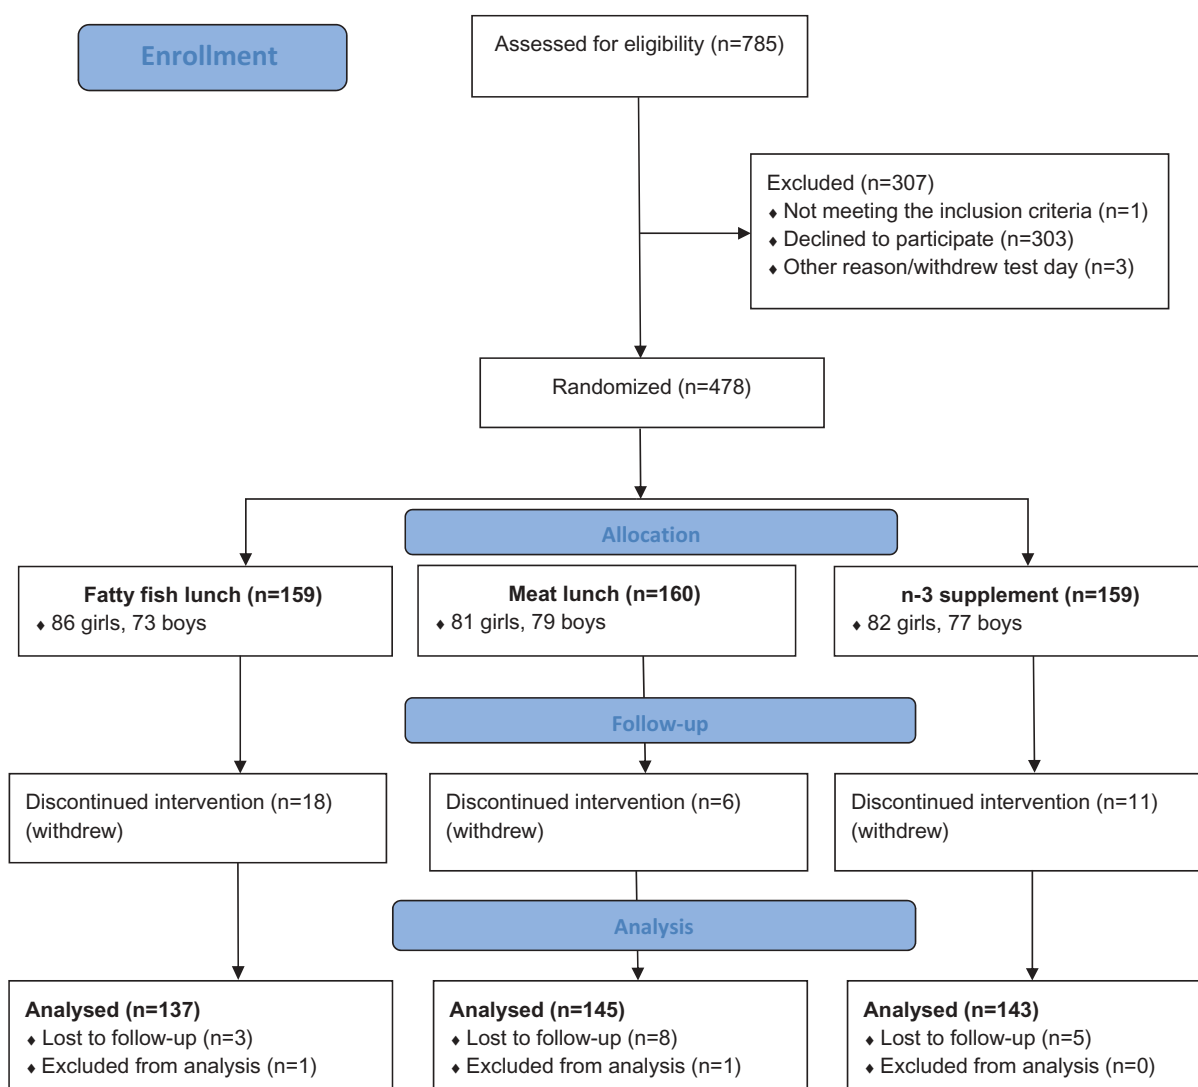 Enrollment
Assessed for eligibility (n=785)
Excluded (n=307)
♦ Not meeting the inclusion criteria (n=1)
♦ Declined to participate (n=303)
♦ Other reason/withdrew test day (n=3)
Randomized (n=478)
Allocation
Fatty fish lunch (n=159)
♦ 86 girls, 73 boys
Meat lunch (n=160)
♦ 81 girls, 79 boys
n-3 supplement (n=159)
♦ 82 girls, 77 boys
Follow-up
Discontinued intervention (n=18)
(withdrew)
Discontinued intervention (n=6)
(withdrew)
Discontinued intervention (n=11)
(withdrew)
Analysis
Analysed (n=137)
♦ Lost to follow-up (n=3)
♦ Excluded from analysis (n=1)
Analysed (n=145)
♦ Lost to follow-up (n=8)
♦ Excluded from analysis (n=1)
Analysed (n=143)
♦ Lost to follow-up (n=5)
♦ Excluded from analysis (n=0)